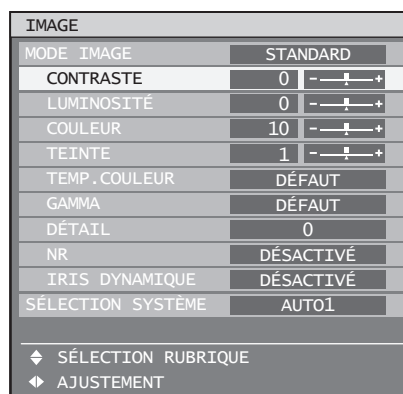 IMAGE
MODE IMAGE STANDARD
CONTRASTE 0 - +
LUMINOSITÉ 0 - +
COULEUR 10 - +
TEINTE 1 - +
TEMP.COULEUR DÉFAUT
GAMMA DÉFAUT
DÉTAIL 0
NR DÉSACTIVÉ
IRIS DYNAMIQUE DÉSACTIVÉ
SÉLECTION SYSTÈME AUTO1
SÉLECTION RUBRIQUE
AJUSTEMENT